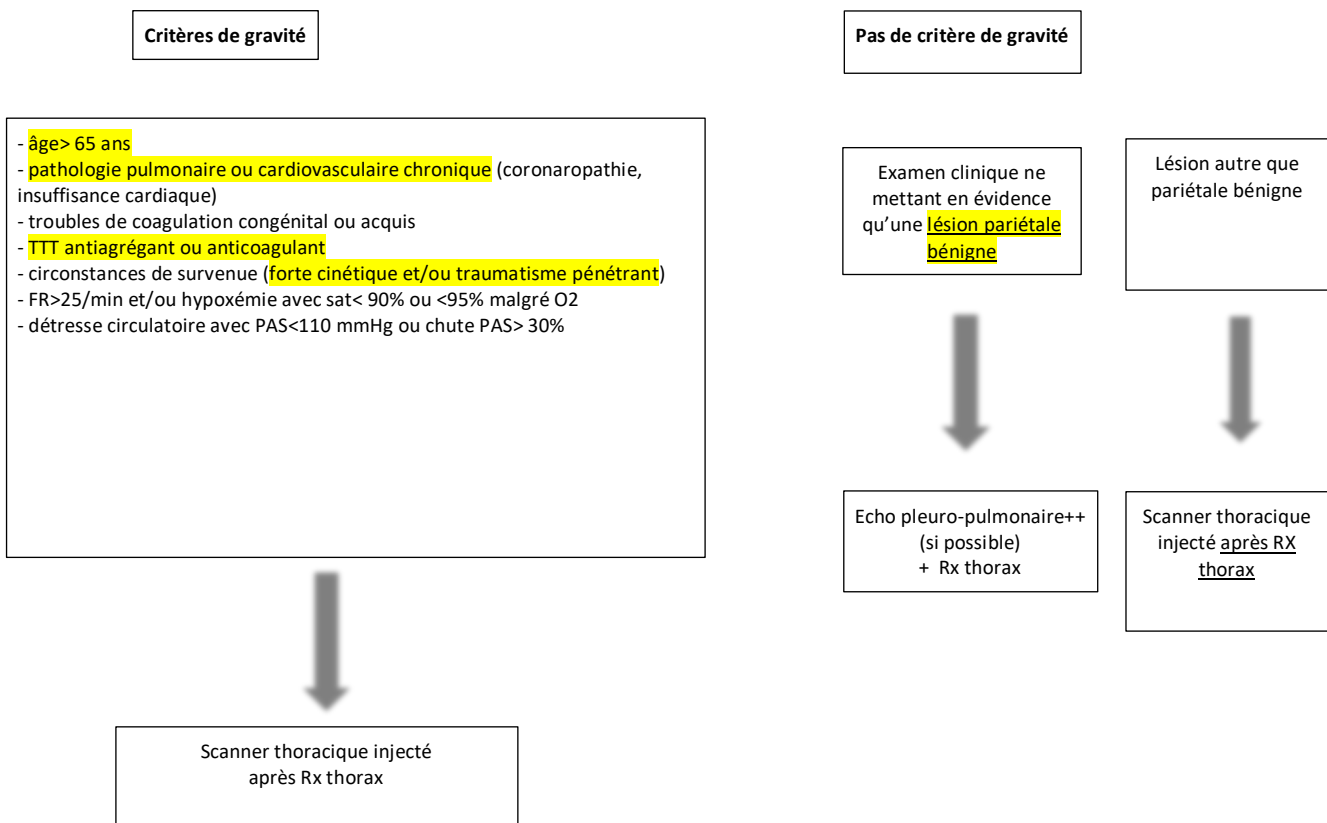 Critères de gravité
Pas de critère de gravité
- âge> 65 ans
- pathologie pulmonaire ou cardiovasculaire chronique (coronaropathie,
insuffisance cardiaque)
- troubles de coagulation congénital ou acquis
- TTT antiagrégant ou anticoagulant
- circonstances de survenue (forte cinétique et/ou traumatisme pénétrant)
- FR>25/min et/ou hypoxémie avec sat< 90% ou <95% malgré O2
- détresse circulatoire avec PAS<110 mmHg ou chute PAS> 30%
Examen clinique ne
mettant en évidence
qu’une lésion pariétale
bénigne
Lésion autre que
pariétale bénigne
Echo pleuro-pulmonaire++
(si possible)
+ Rx thorax
Scanner thoracique
injecté après RX
thorax
Scanner thoracique injecté
après Rx thorax